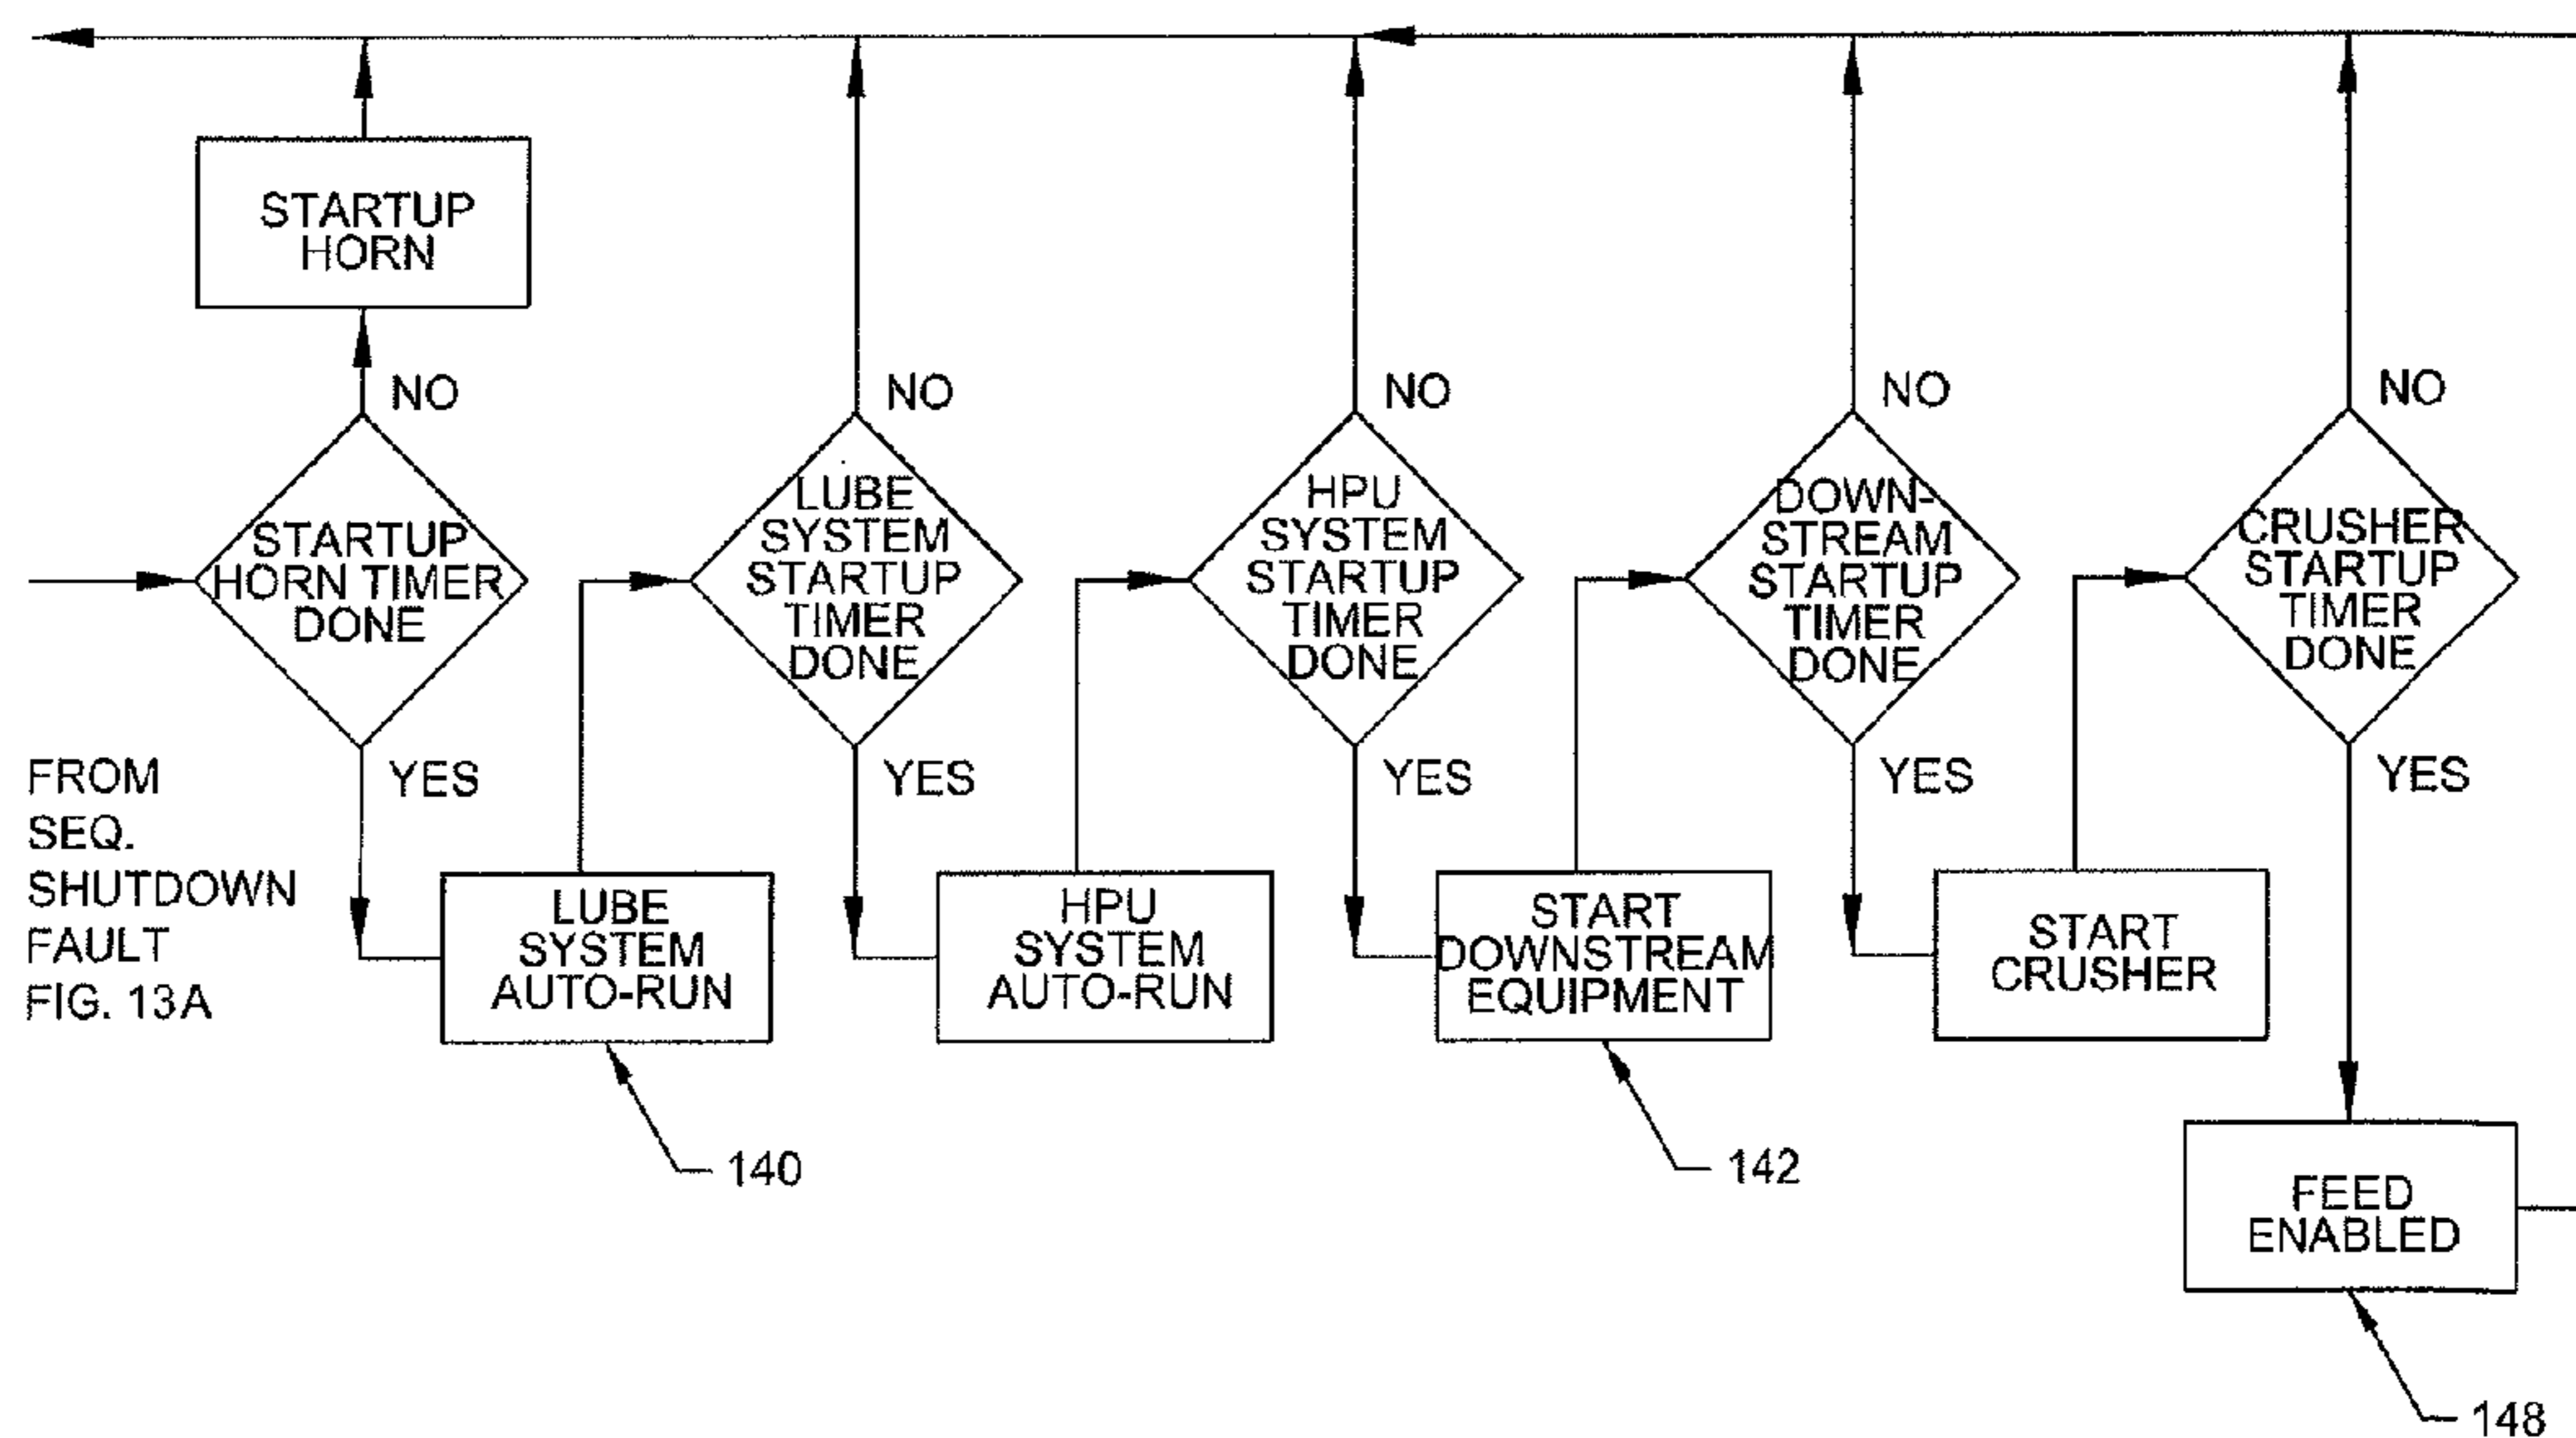 STARTUP
HORN
NO
NO
NO
NO
NO
STARTUP
HORN TIMER
DONE
LUBE
SYSTEM
STARTUP
TIMER
DONE
HPU
SYSTEM
STARTUP
TIMER
DONE
DOWN-
STREAM
STARTUP
TIMER
DONE
CRUSHER
STARTUP
TIMER
DONE
YES
YES
YES
YES
YES
FROM
SEQ.
SHUTDOWN
FAULT
FIG. 13A
LUBE
SYSTEM
AUTO-RUN
HPU
SYSTEM
AUTO-RUN
START
DOWNSTREAM
EQUIPMENT
START
CRUSHER
140
142
FEED
ENABLED
148